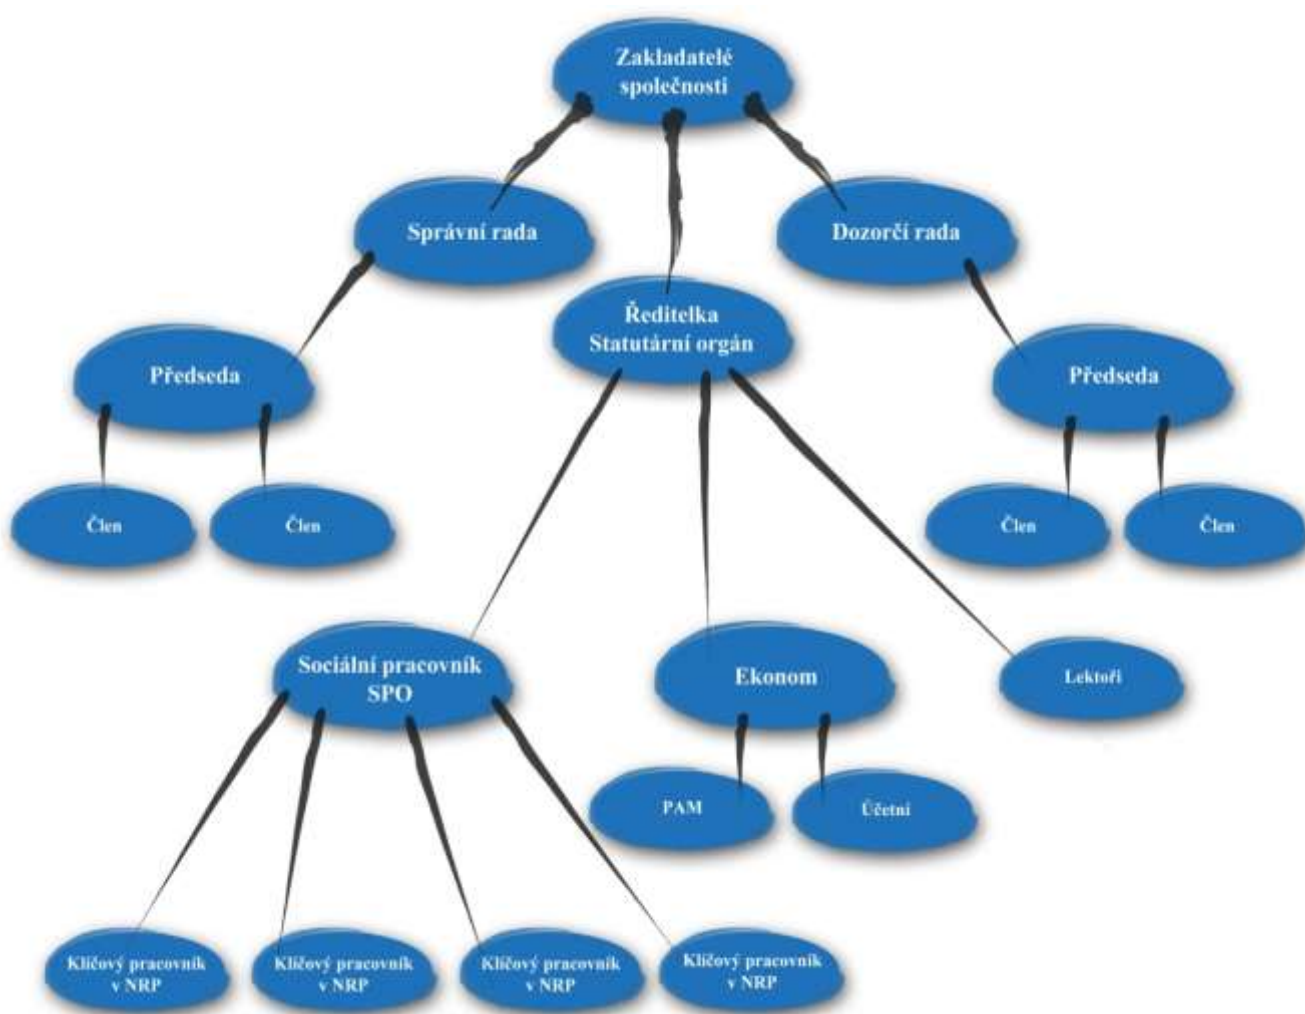 Zakladatelé
společnosti
Správní rada
Dozorčí rada
Ředitelka
Statutární orgán
Předseda
Předseda
Člen
Člen
Člen
Člen
Sociální pracovník
SPO
Ekonom
Lektoři
PAM
Účetní
Klíčový pracovník
v NRP
Klíčový pracovník
v NRP
Klíčový pracovník
v NRP
Klíčový pracovník
v NRP